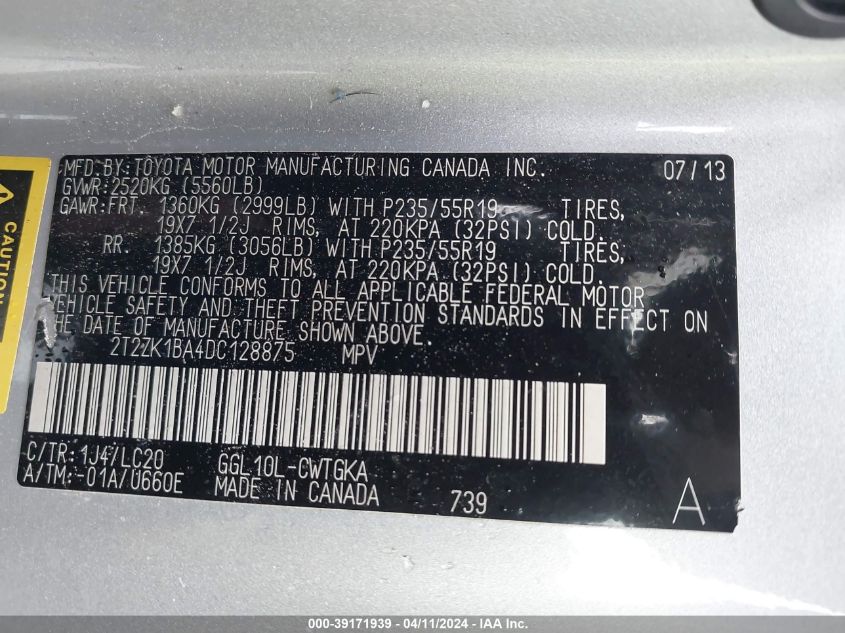 CAUTION
MFD.BY:TOYOTA MOTOR MANUFACTURING CANADA INC. 07/13
GVWR:2520KG (5560LB)
GAWR:FRT 1360KG (2999LB) WITH P235/55R19 TIRES,
19X7 1/2J RIMS, AT 220KPA (32PSI) COLD.
RR 1385KG (3056LB) WITH P235/55R19 TIRES,
19X7 1/2J RIMS, AT 220KPA (32PSI) COLD.
THIS VEHICLE CONFORMS TO ALL APPLICABLE FEDERAL MOTOR
VEHICLE SAFETY AND THEFT PREVENTION STANDARDS IN EFFECT ON
THE DATE OF MANUFACTURE SHOWN ABOVE.
2T2ZK1BA4DC128875 MPV
C/TR:1J4/LC20 GGL10L-CWTGKA
A/TM:-01A/U660E MADE IN CANADA 739 A
000-39171939 - 04/11/2024 - IAA Inc.